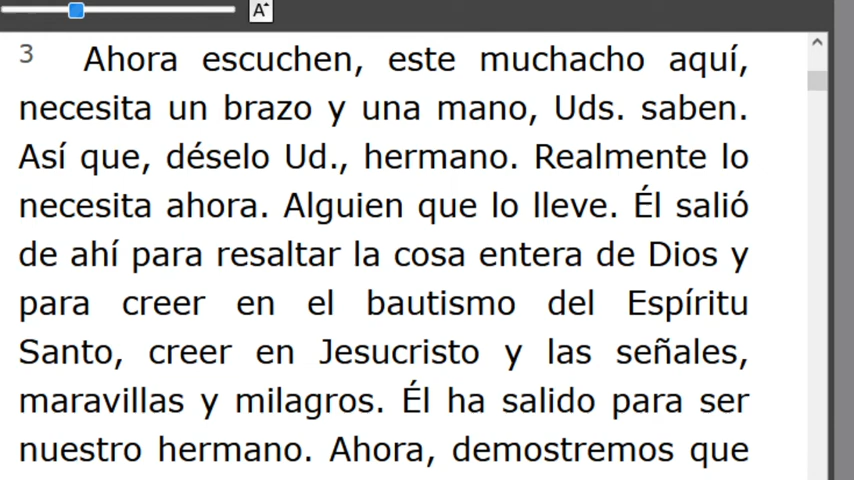 A
3 Ahora escuchen, este muchacho aquí,
necesita un brazo y una mano, Uds. saben.
Así que, déselo Ud., hermano. Realmente lo
necesita ahora. Alguien que lo lleve. Él salió
de ahí para resaltar la cosa entera de Dios y
para creer en el bautismo del Espíritu
Santo, creer en Jesucristo y las señales,
maravillas y milagros. Él ha salido para ser
nuestro hermano. Ahora, demostremos que